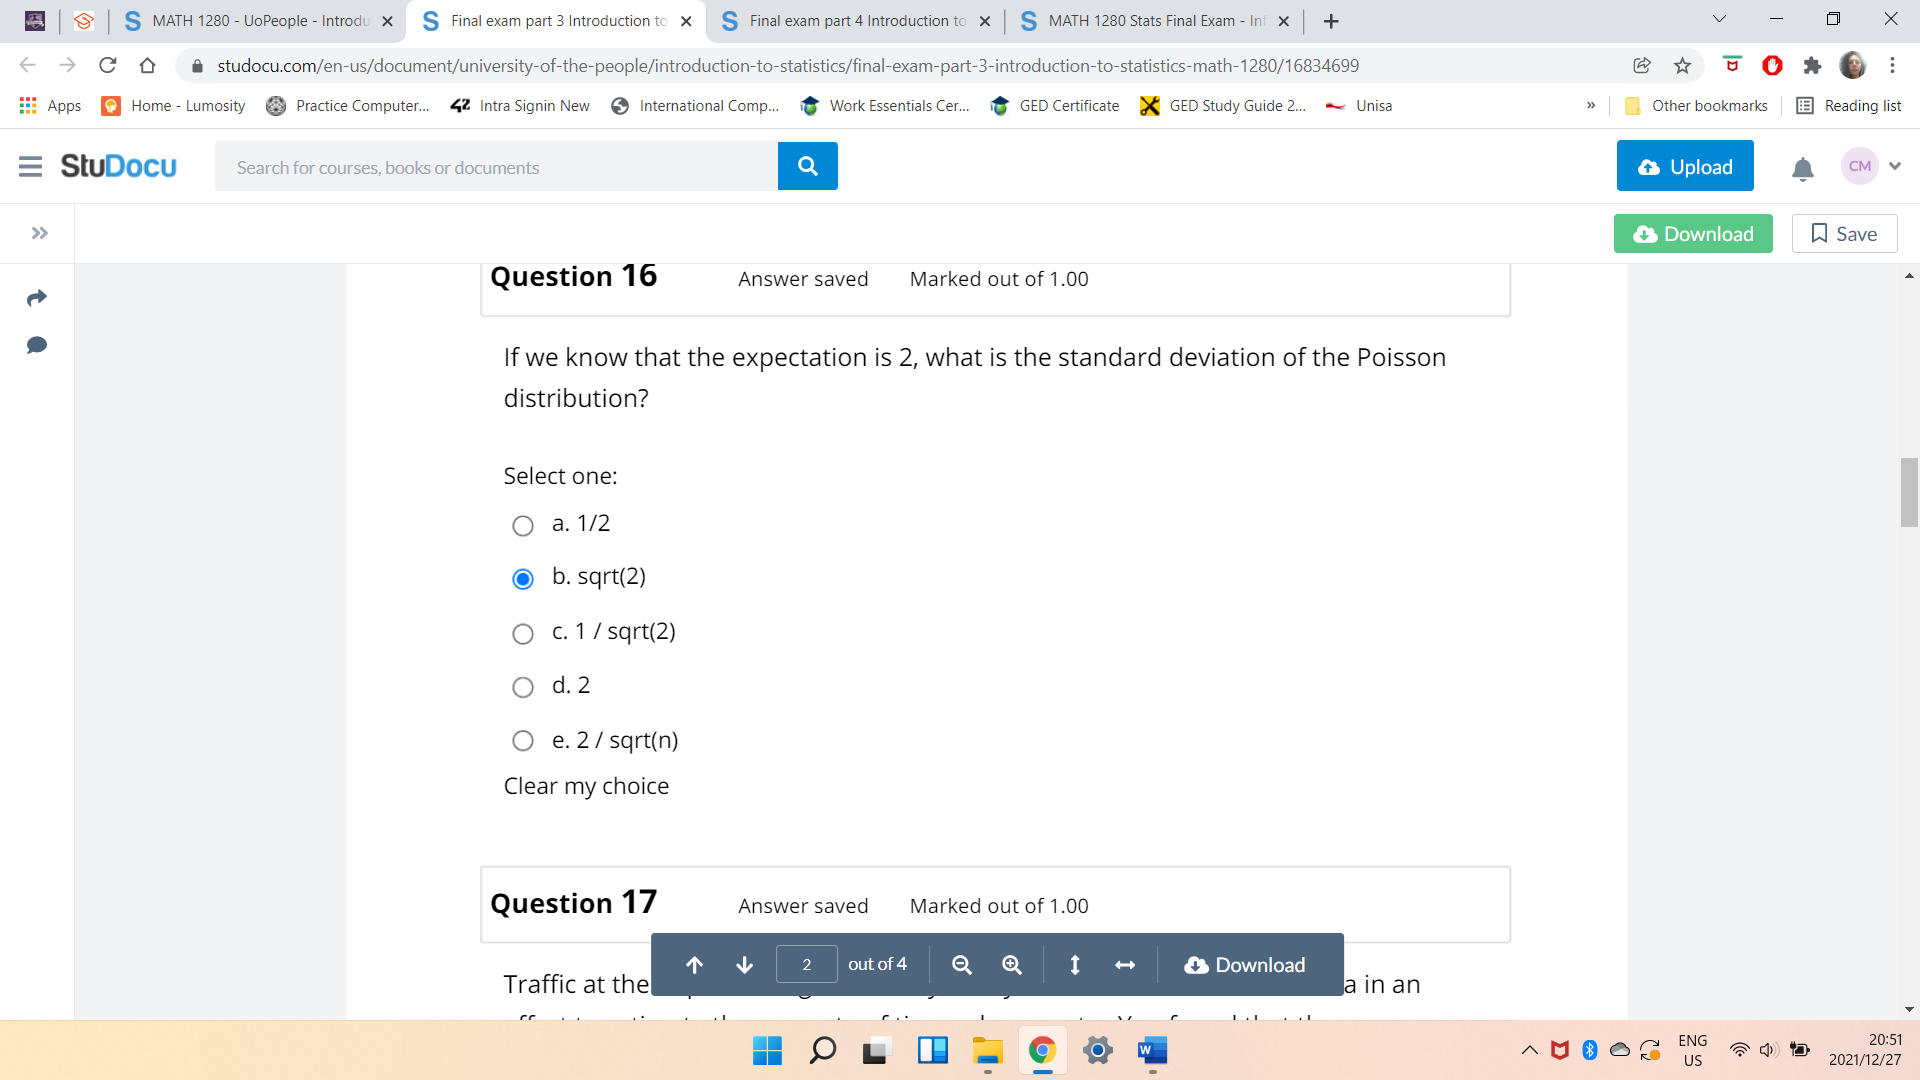 MATH 1280 - UoPeople - Introdu
Final exam part 3 Introduction to
Final exam part 4 Introduction to
MATH 1280 Stats Final Exam - Inf
studocu.com/en-us/document/university-of-the-people/introduction-to-statistics/final-exam-part-3-introduction-to-statistics-math-1280/16834699
Apps
Home - Lumosity
Practice Computer...
Intra Signin New
International Comp...
Work Essentials Cer...
GED Certificate
GED Study Guide 2...
Unisa
»
Other bookmarks
Reading list
StuDocu
Search for courses, books or documents
Upload
CM
Download
Save
Question 16
Answer saved
Marked out of 1.00
If we know that the expectation is 2, what is the standard deviation of the Poisson
distribution?
Select one:
a. 1/2
b. sqrt(2)
c. 1 / sqrt(2)
d. 2
e. 2 / sqrt(n)
Clear my choice
Question 17
Answer saved
Marked out of 1.00
2
out of 4
Download
Traffic at the
a in an
ENG
US
20:51
2021/12/27